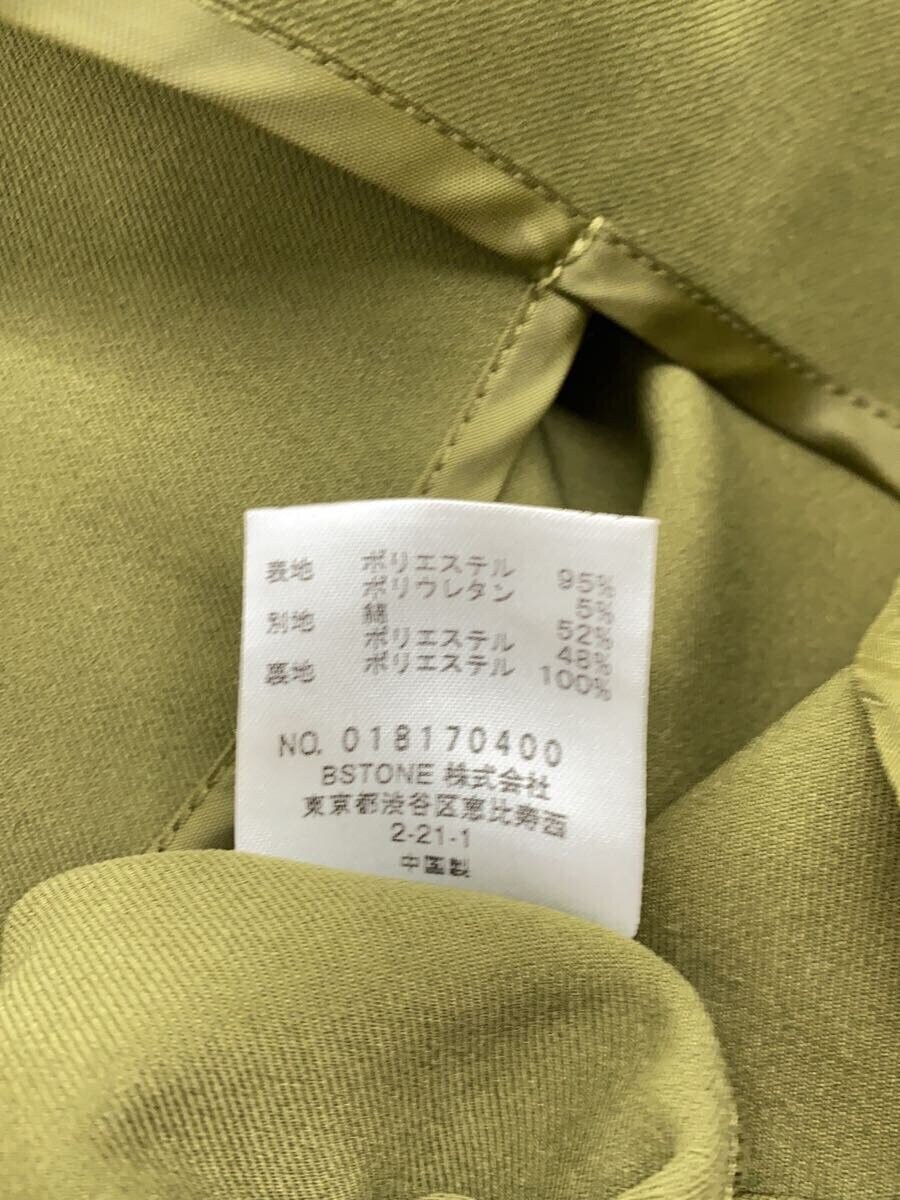 表地 ポリエステル 95%
ポリウレタン 5%
別地 綿 52%
ポリエステル 48%
裏地 ポリエステル 100%
NO. 018170400
BSTONE 株式会社
東京都渋谷区恵比寿西
2-21-1
中国製